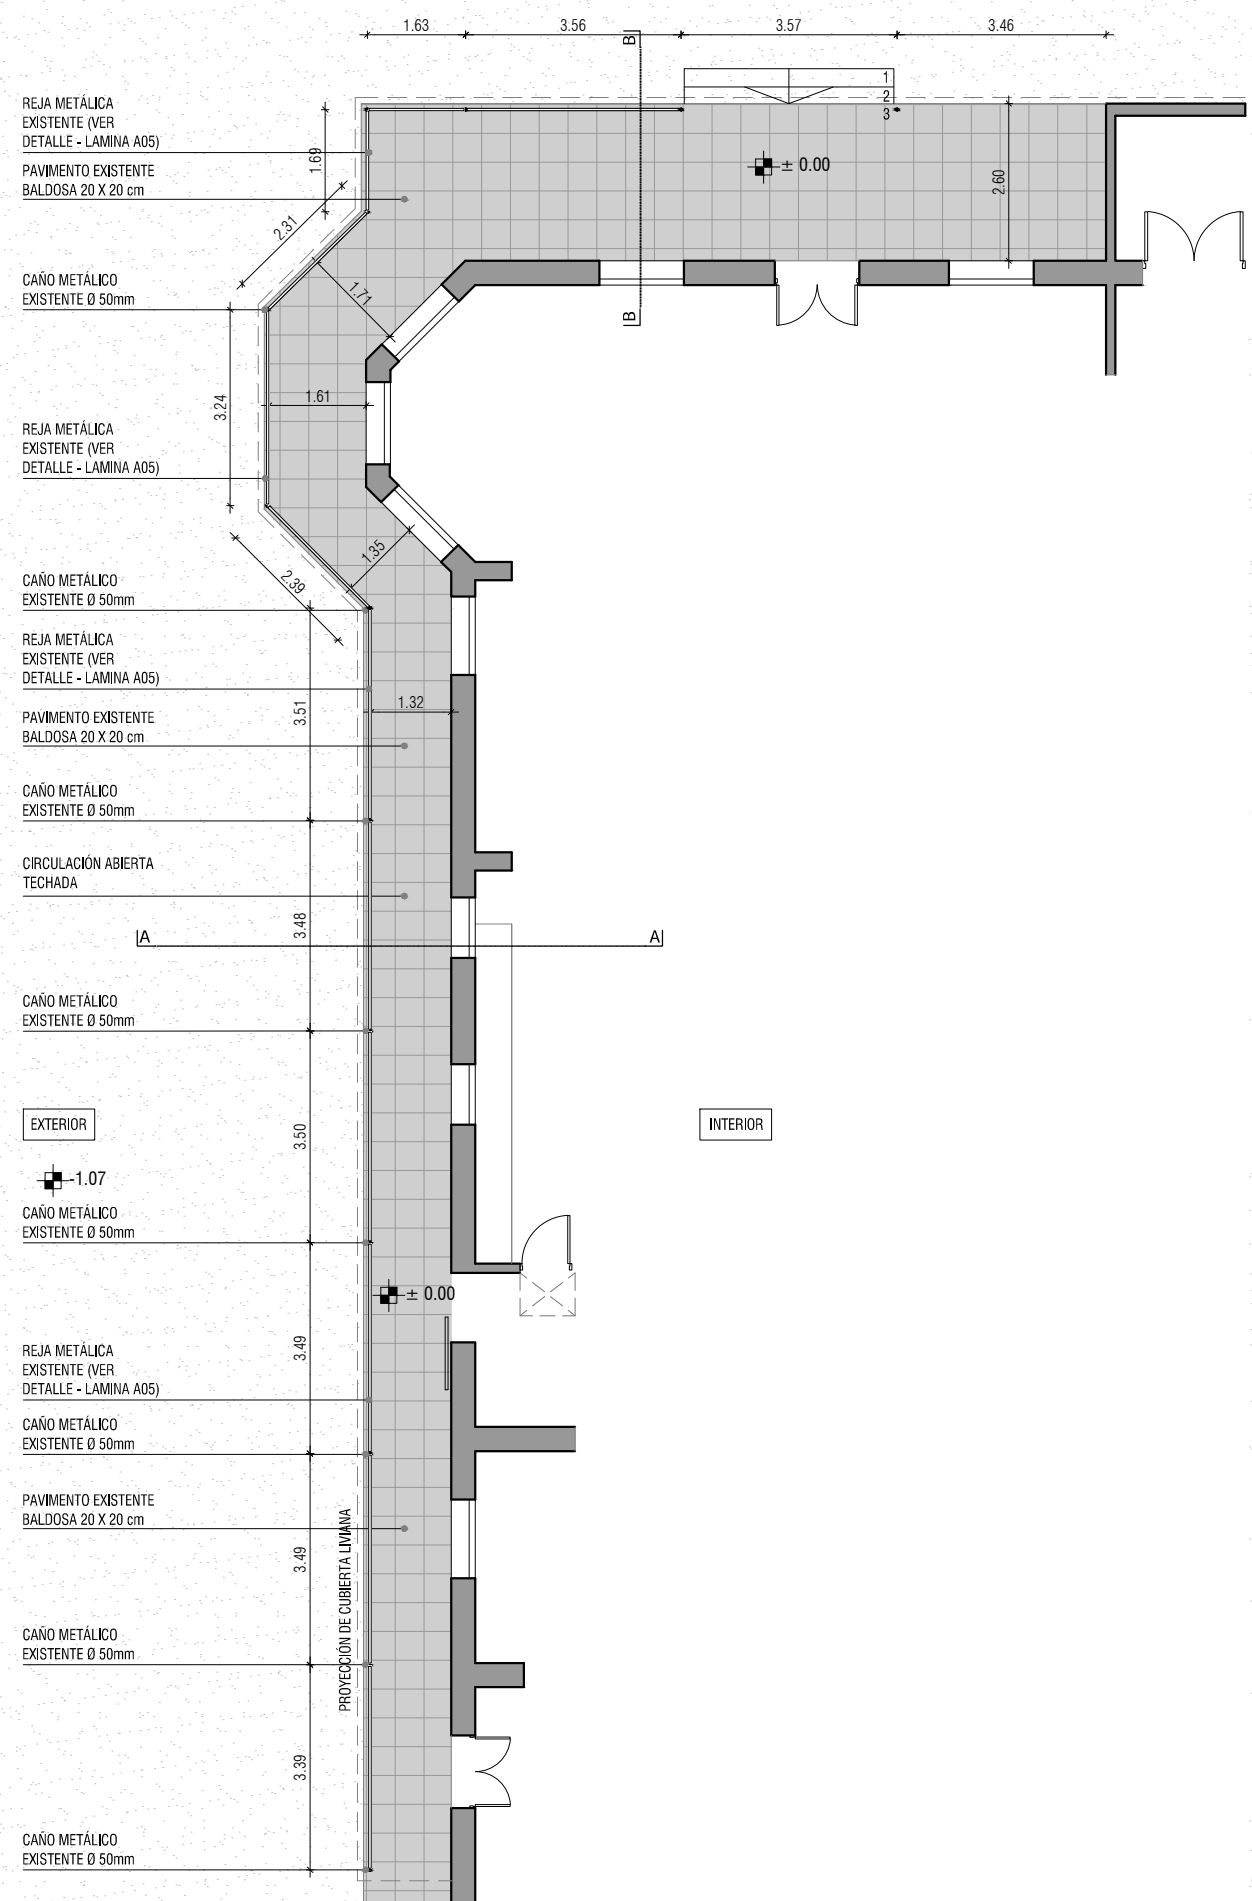 1.63
3.56
3.57
3.46
B
1
2
3
REJA METÁLICA
EXISTENTE (VER
DETALLE - LAMINA A05)
1.69
PAVIMENTO EXISTENTE
BALDOSA 20 X 20 cm
± 0.00
2.60
2.31
CAÑO METÁLICO
EXISTENTE Ø 50mm
1.71
B
3.24
1.61
REJA METÁLICA
EXISTENTE (VER
DETALLE - LAMINA A05)
1.35
2.39
CAÑO METÁLICO
EXISTENTE Ø 50mm
REJA METÁLICA
EXISTENTE (VER
DETALLE - LAMINA A05)
3.51
1.32
PAVIMENTO EXISTENTE
BALDOSA 20 X 20 cm
CAÑO METÁLICO
EXISTENTE Ø 50mm
CIRCULACIÓN ABIERTA
TECHADA
3.48
A
A
CAÑO METÁLICO
EXISTENTE Ø 50mm
EXTERIOR
3.50
INTERIOR
-1.07
CAÑO METÁLICO
EXISTENTE Ø 50mm
± 0.00
3.49
REJA METÁLICA
EXISTENTE (VER
DETALLE - LAMINA A05)
CAÑO METÁLICO
EXISTENTE Ø 50mm
PAVIMENTO EXISTENTE
BALDOSA 20 X 20 cm
3.49
PROYECCIÓN DE CUBIERTA LIVIANA
CAÑO METÁLICO
EXISTENTE Ø 50mm
3.39
CAÑO METÁLICO
EXISTENTE Ø 50mm